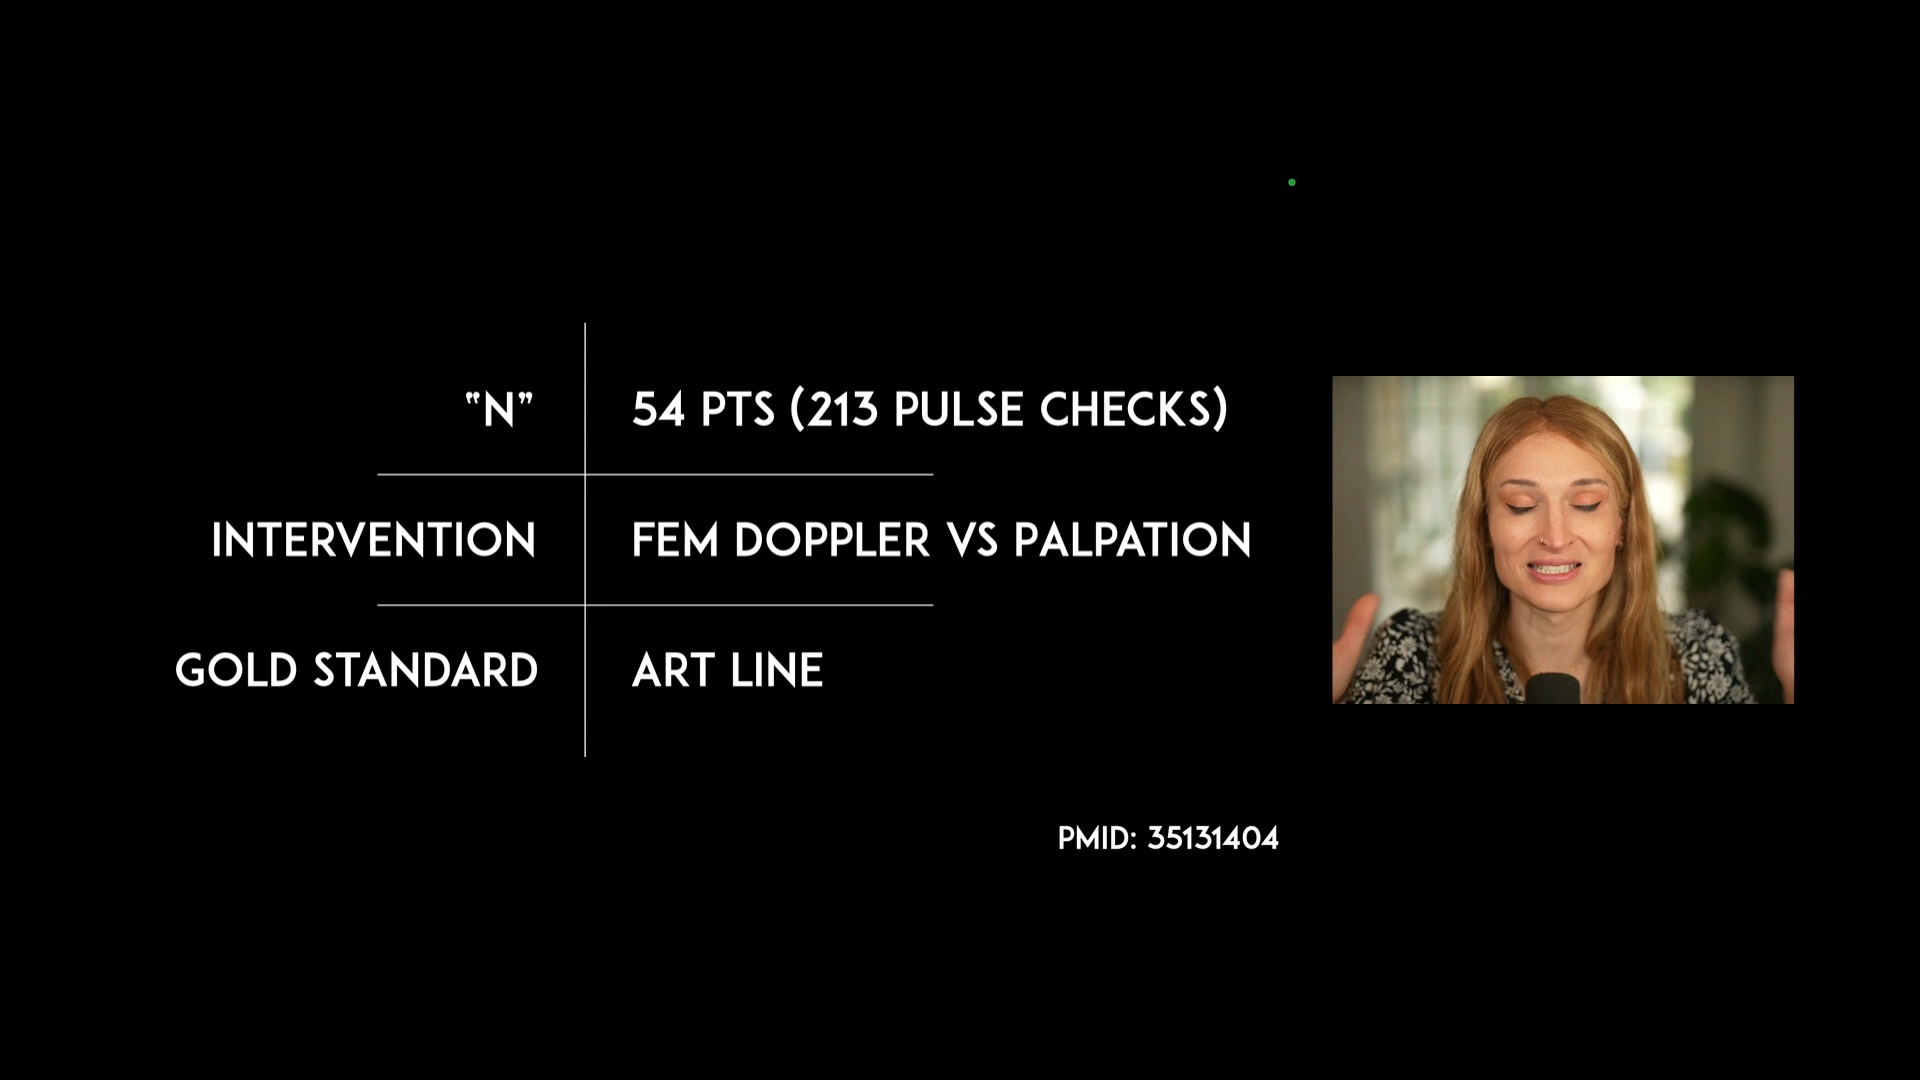 “N”
54 PTS (213 PULSE CHECKS)
INTERVENTION
FEM DOPPLER VS PALPATION
GOLD STANDARD
ART LINE
PMID: 35131404